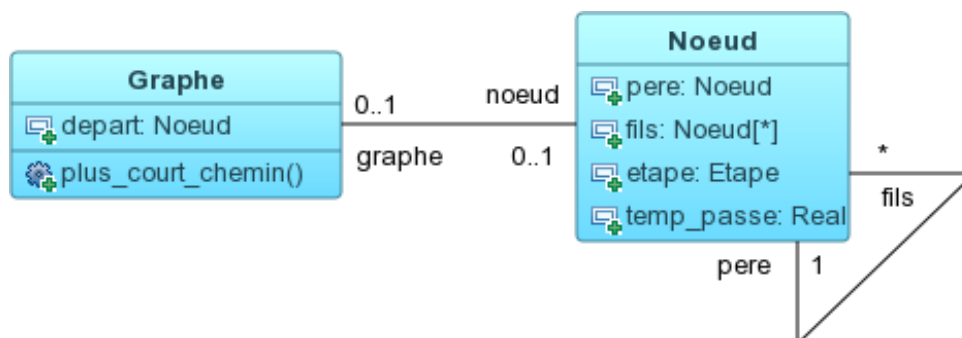 Graphe
depart: Noeud
plus_court_chemin()
0..1
noeud
graphe
0..1
Noeud
pere: Noeud
fils: Noeud[*]
etape: Etape
temp_passe: Real
*
fils
pere
1